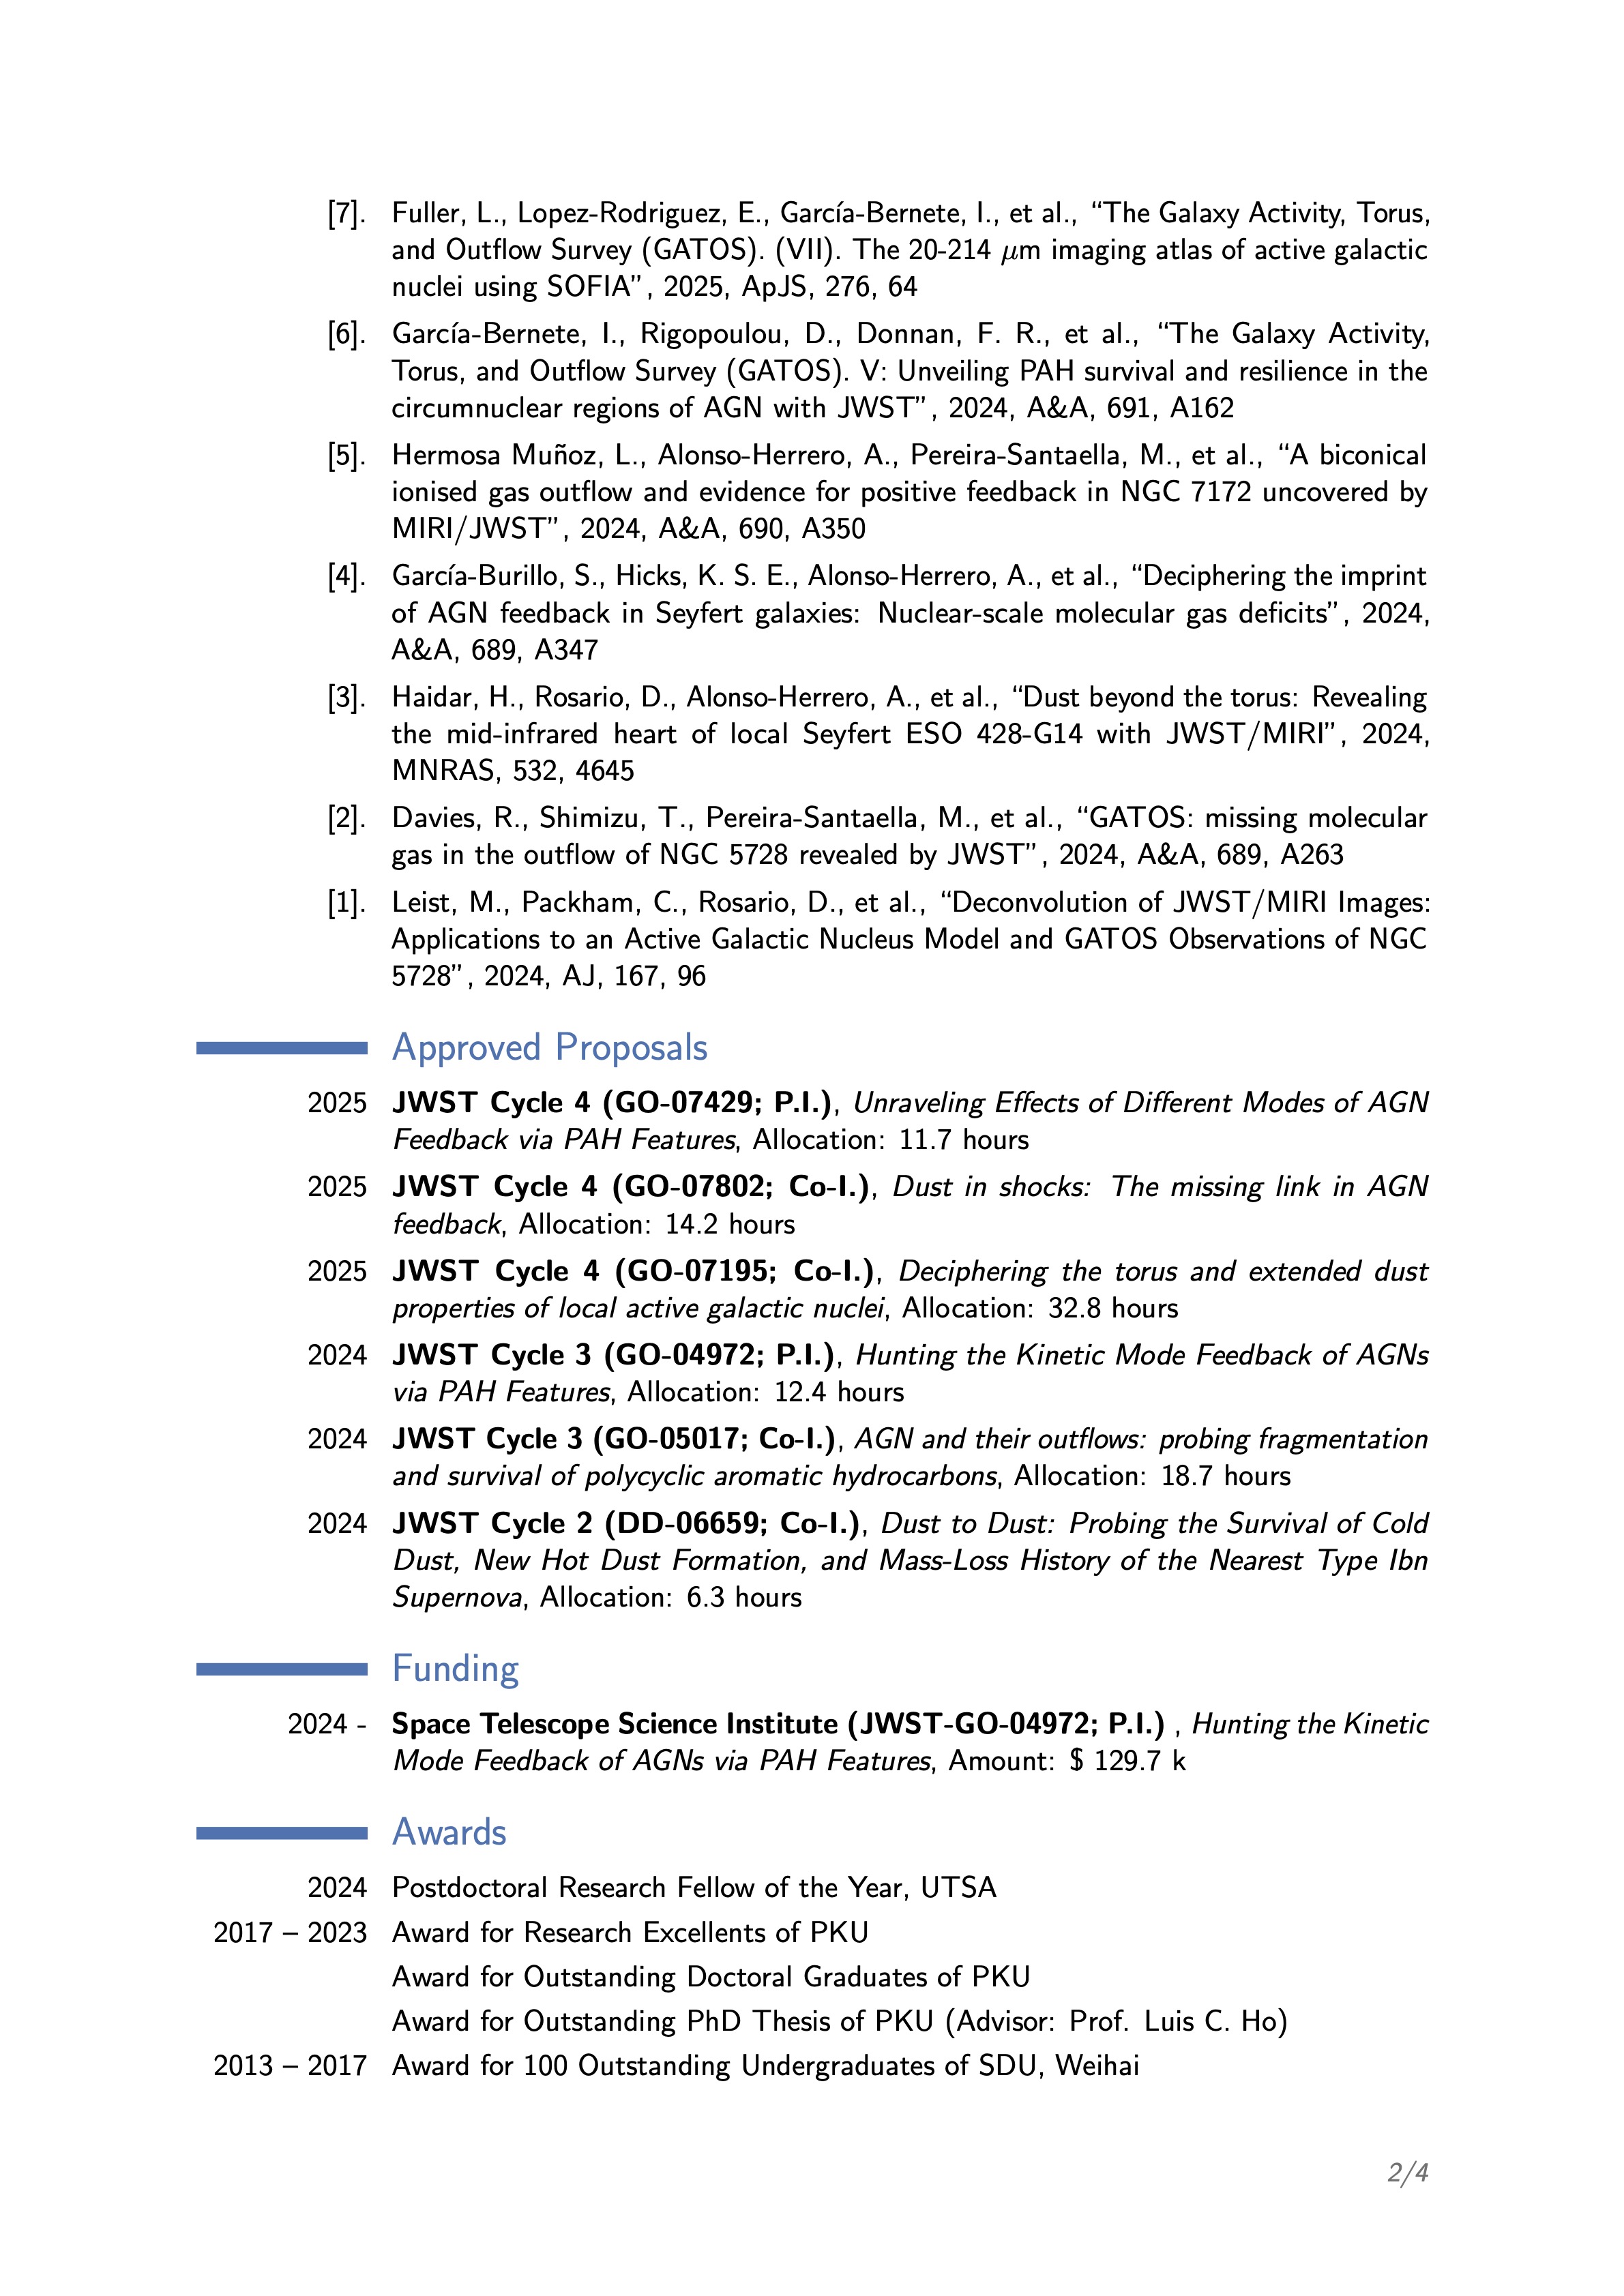 [7]. Fuller, L., Lopez-Rodriguez, E., García-Bernete, I., et al., “The Galaxy Activity, Torus,
and Outflow Survey (GATOS). (VII). The 20-214 μm imaging atlas of active galactic
nuclei using SOFIA”, 2025, ApJS, 276, 64
[6]. García-Bernete, I., Rigopoulou, D., Donnan, F. R., et al., “The Galaxy Activity,
Torus, and Outflow Survey (GATOS). V: Unveiling PAH survival and resilience in the
circumnuclear regions of AGN with JWST”, 2024, A&A, 691, A162
[5]. Hermosa Muñoz, L., Alonso-Herrero, A., Pereira-Santaella, M., et al., “A biconical
ionised gas outflow and evidence for positive feedback in NGC 7172 uncovered by
MIRI/JWST”, 2024, A&A, 690, A350
[4]. García-Burillo, S., Hicks, K. S. E., Alonso-Herrero, A., et al., “Deciphering the imprint
of AGN feedback in Seyfert galaxies: Nuclear-scale molecular gas deficits”, 2024,
A&A, 689, A347
[3]. Haidar, H., Rosario, D., Alonso-Herrero, A., et al., “Dust beyond the torus: Revealing
the mid-infrared heart of local Seyfert ESO 428-G14 with JWST/MIRI”, 2024,
MNRAS, 532, 4645
[2]. Davies, R., Shimizu, T., Pereira-Santaella, M., et al., “GATOS: missing molecular
gas in the outflow of NGC 5728 revealed by JWST”, 2024, A&A, 689, A263
[1]. Leist, M., Packham, C., Rosario, D., et al., “Deconvolution of JWST/MIRI Images:
Applications to an Active Galactic Nucleus Model and GATOS Observations of NGC
5728”, 2024, AJ, 167, 96
Approved Proposals
2025 JWST Cycle 4 (GO-07429; P.I.), Unraveling Effects of Different Modes of AGN
Feedback via PAH Features, Allocation: 11.7 hours
2025 JWST Cycle 4 (GO-07802; Co-I.), Dust in shocks: The missing link in AGN
feedback, Allocation: 14.2 hours
2025 JWST Cycle 4 (GO-07195; Co-I.), Deciphering the torus and extended dust
properties of local active galactic nuclei, Allocation: 32.8 hours
2024 JWST Cycle 3 (GO-04972; P.I.), Hunting the Kinetic Mode Feedback of AGNs
via PAH Features, Allocation: 12.4 hours
2024 JWST Cycle 3 (GO-05017; Co-I.), AGN and their outflows: probing fragmentation
and survival of polycyclic aromatic hydrocarbons, Allocation: 18.7 hours
2024 JWST Cycle 2 (DD-06659; Co-I.), Dust to Dust: Probing the Survival of Cold
Dust, New Hot Dust Formation, and Mass-Loss History of the Nearest Type Ibn
Supernova, Allocation: 6.3 hours
Funding
2024 - Space Telescope Science Institute (JWST-GO-04972; P.I.) , Hunting the Kinetic
Mode Feedback of AGNs via PAH Features, Amount: $ 129.7 k
Awards
2024 Postdoctoral Research Fellow of the Year, UTSA
2017 – 2023 Award for Research Excellents of PKU
Award for Outstanding Doctoral Graduates of PKU
Award for Outstanding PhD Thesis of PKU (Advisor: Prof. Luis C. Ho)
2013 – 2017 Award for 100 Outstanding Undergraduates of SDU, Weihai
2/4